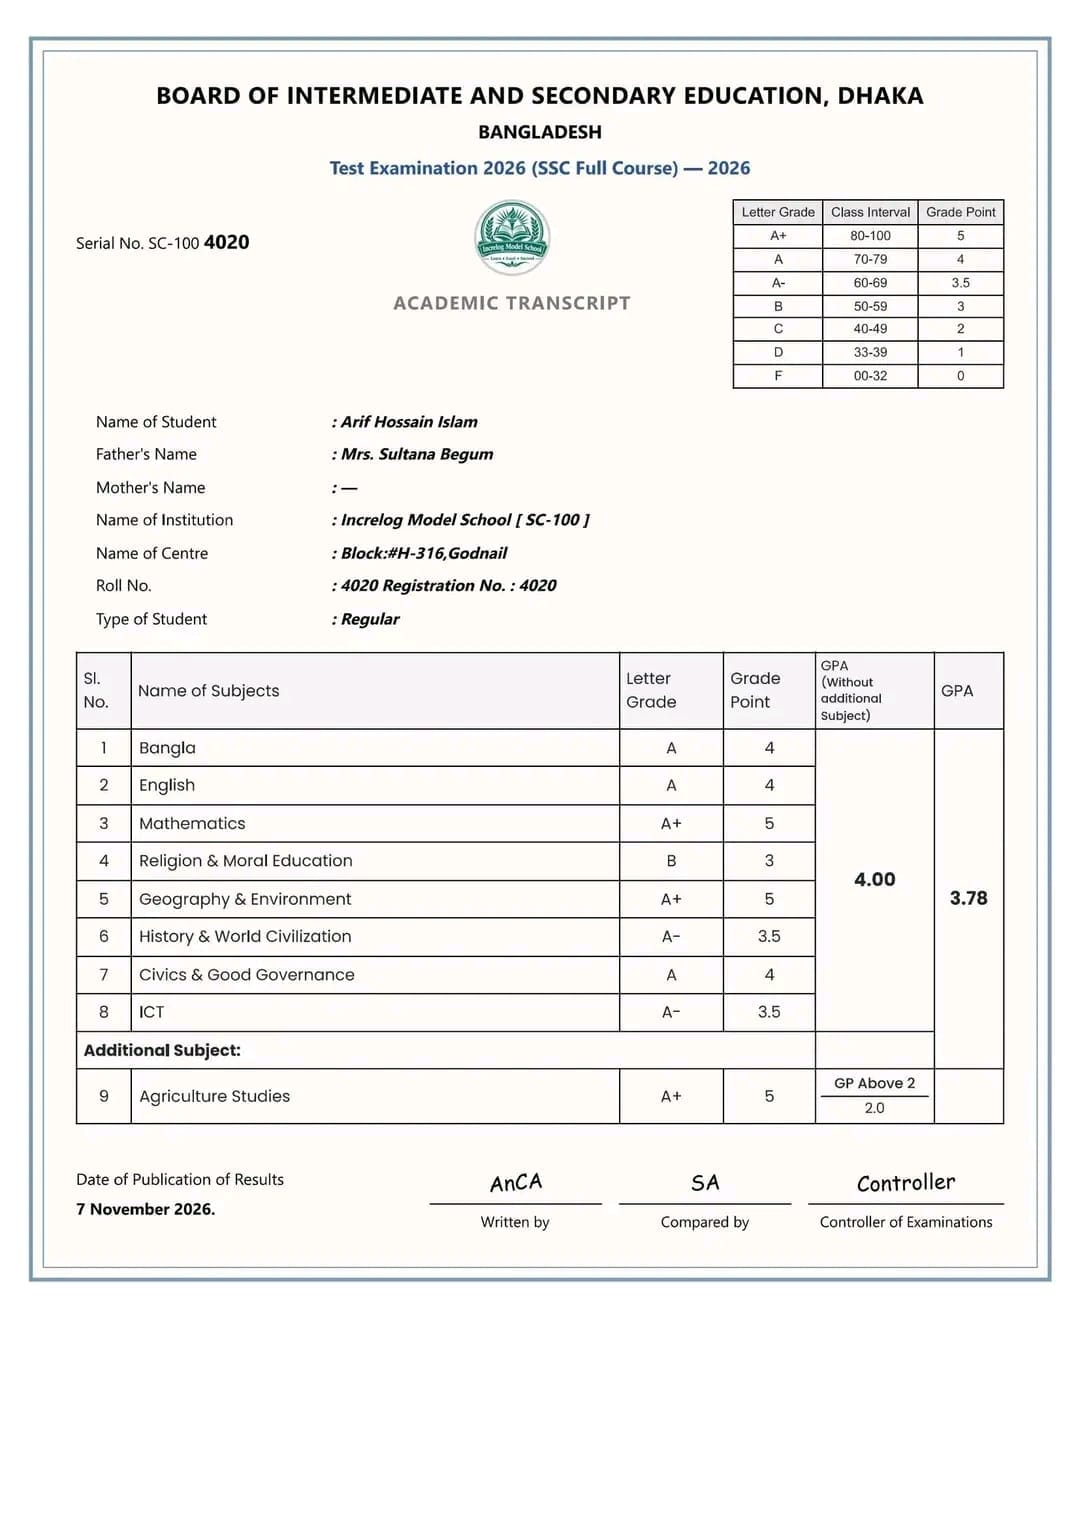 BOARD OF INTERMEDIATE AND SECONDARY EDUCATION, DHAKA
BANGLADESH
Test Examination 2026 (SSC Full Course) — 2026
Serial No. SC-100 4020
Increlog Model School
Learn • Excel • Succeed
ACADEMIC TRANSCRIPT
Letter Grade Class Interval Grade Point
A+ 80-100 5
A 70-79 4
A- 60-69 3.5
B 50-59 3
C 40-49 2
D 33-39 1
F 00-32 0
Name of Student : Arif Hossain Islam
Father's Name : Mrs. Sultana Begum
Mother's Name : —
Name of Institution : Increlog Model School [ SC-100 ]
Name of Centre : Block:#H-316,Godnail
Roll No. : 4020 Registration No. : 4020
Type of Student : Regular
Sl. No. Name of Subjects Letter Grade Grade Point GPA (Without additional Subject) GPA
1 Bangla A 4
2 English A 4
3 Mathematics A+ 5
4 Religion & Moral Education B 3
4.00
5 Geography & Environment A+ 5
3.78
6 History & World Civilization A- 3.5
7 Civics & Good Governance A 4
8 ICT A- 3.5
Additional Subject:
9 Agriculture Studies A+ 5
GP Above 2
2.0
Date of Publication of Results
7 November 2026.
AnCA SA Controller
Written by Compared by Controller of Examinations